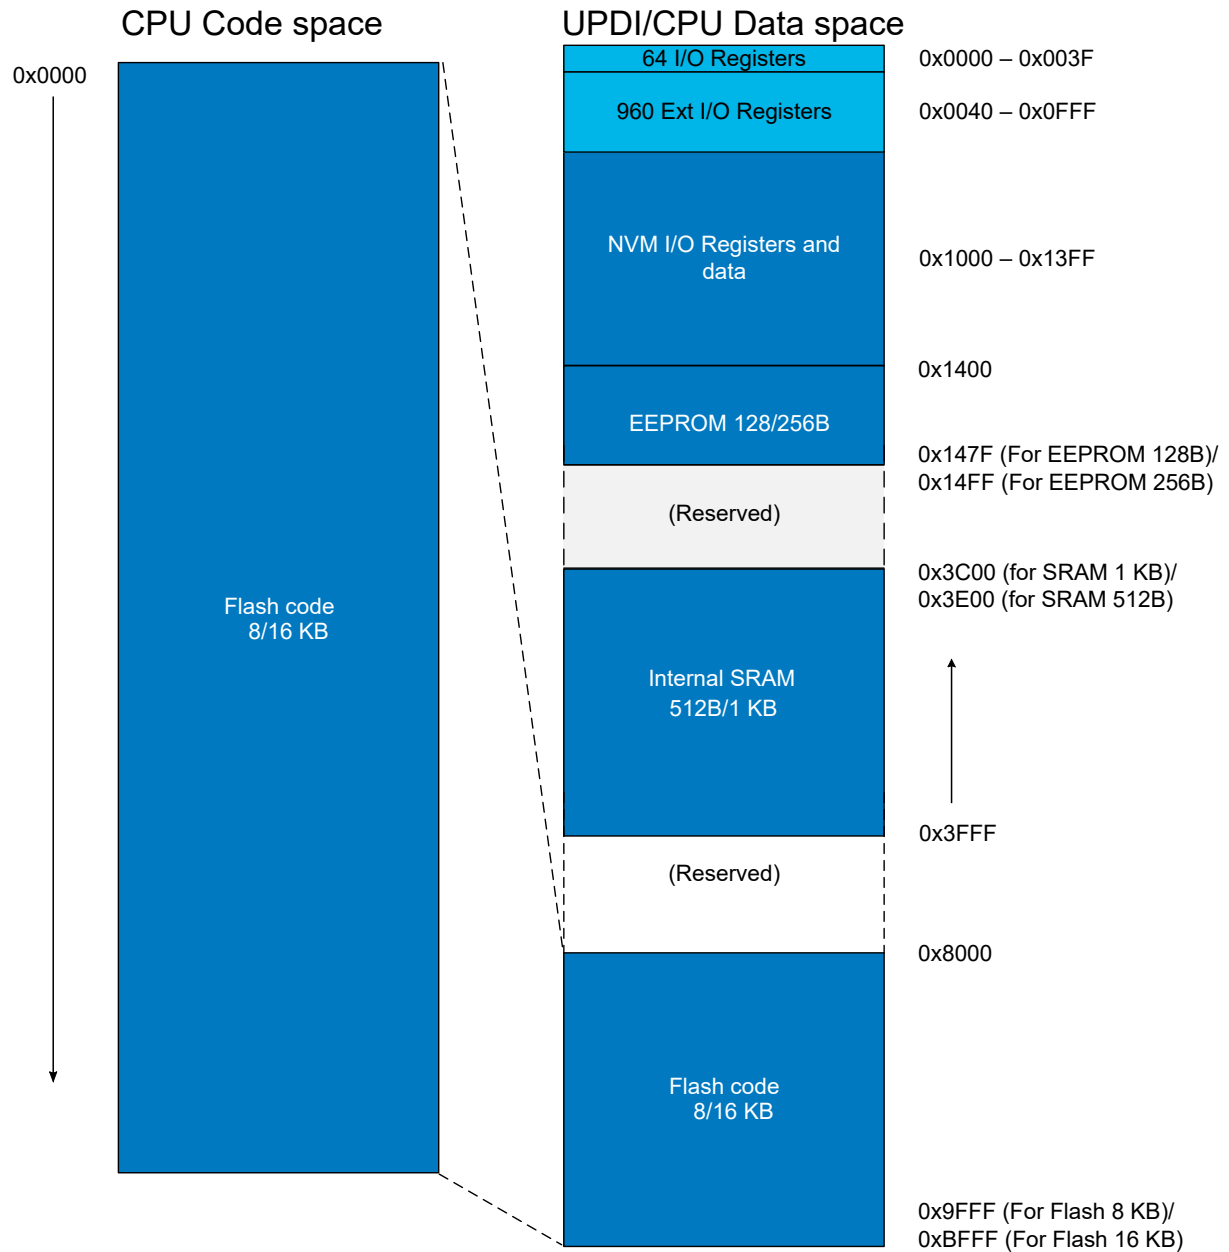 CPU Code space
UPDI/CPU Data space
0x0000
64 I/O Registers
0x0000 – 0x003F
960 Ext I/O Registers
0x0040 – 0x0FFF
NVM I/O Registers and
data
0x1000 – 0x13FF
0x1400
EEPROM 128/256B
0x147F (For EEPROM 128B)/
0x14FF (For EEPROM 256B)
(Reserved)
0x3C00 (for SRAM 1 KB)/
0x3E00 (for SRAM 512B)
Flash code
8/16 KB
Internal SRAM
512B/1 KB
0x3FFF
(Reserved)
0x8000
Flash code
8/16 KB
0x9FFF (For Flash 8 KB)/
0xBFFF (For Flash 16 KB)